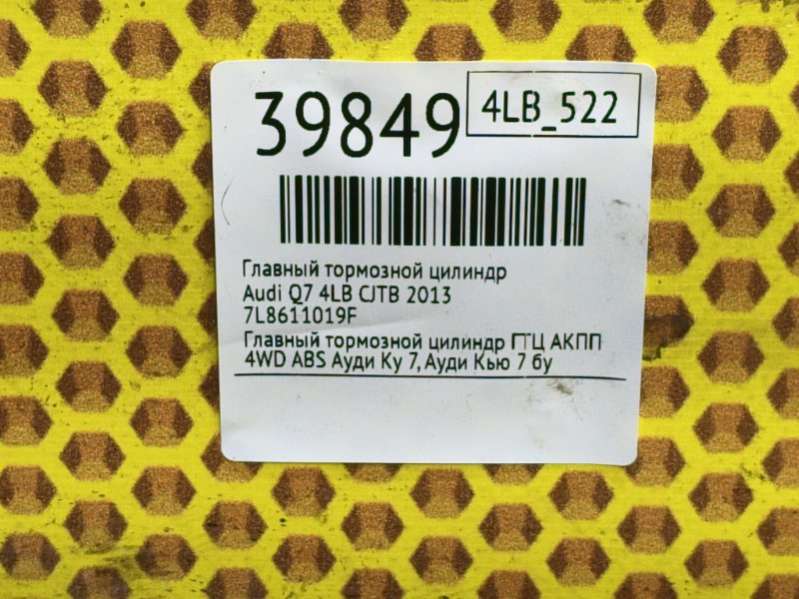 39849
4LB_522
Главный тормозной цилиндр
Audi Q7 4LB CJTB 2013
7L8611019F
Главный тормозной цилиндр ГТЦ АКПП
4WD ABS Ауди Ку 7, Ауди Кью 7 бу